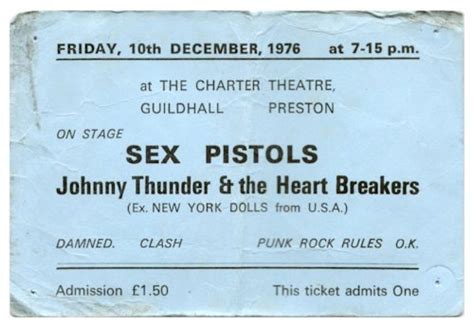 FRIDAY, 10th DECEMBER, 1976 at 7-15 p.m.
at THE CHARTER THEATRE,
GUILDHALL PRESTON
ON STAGE
SEX PISTOLS
Johnny Thunder & the Heart Breakers
(Ex. NEW YORK DOLLS from U.S.A.)
DAMNED. CLASH PUNK ROCK RULES O.K.
Admission £1.50 This ticket admits One